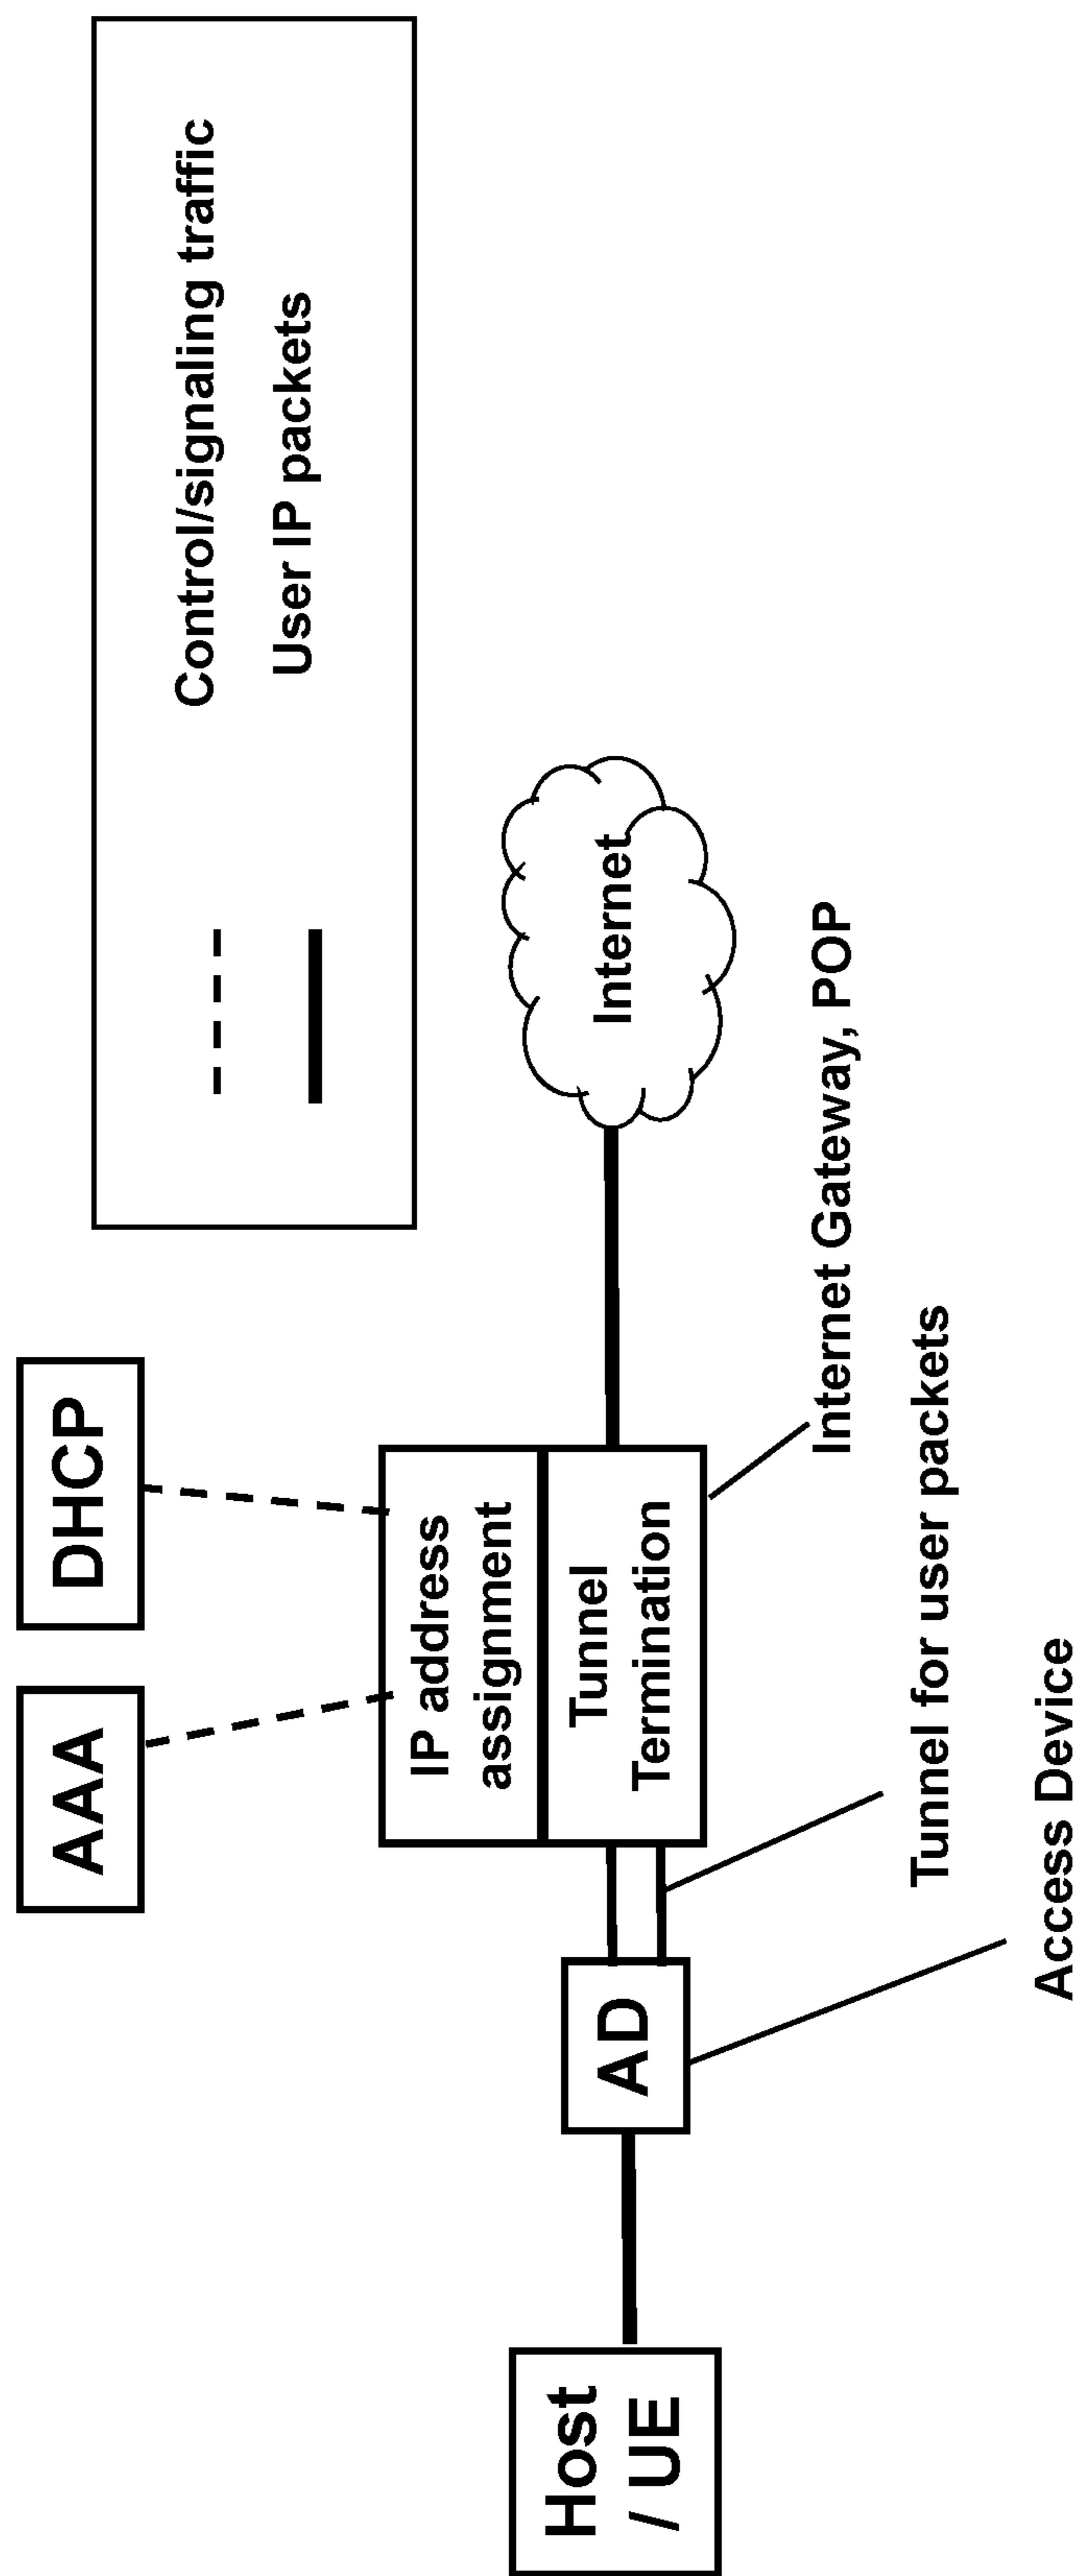 Control/signaling traffic
User IP packets
AAA
DHCP
IP address
assignment
Tunnel
Termination
Host
/ UE
AD
Internet
Internet Gateway, POP
Tunnel for user packets
Access Device